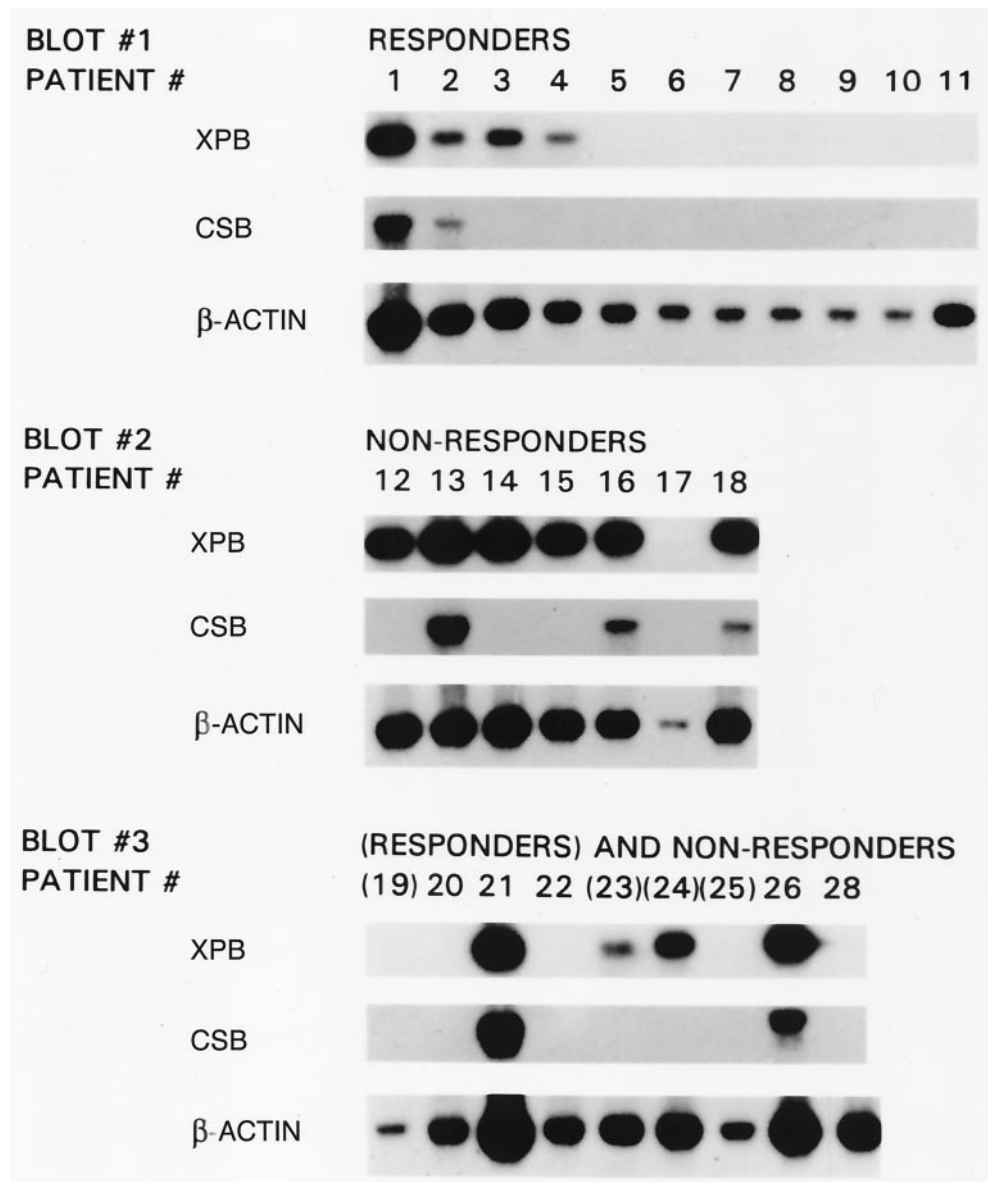 BLOT #1 RESPONDERS
PATIENT # 1 2 3 4 5 6 7 8 9 10 11
XPB
CSB
β-ACTIN
BLOT #2 NON-RESPONDERS
PATIENT # 12 13 14 15 16 17 18
XPB
CSB
β-ACTIN
BLOT #3 (RESPONDERS) AND NON-RESPONDERS
PATIENT # (19) 20 21 22 (23)(24)(25) 26 28
XPB
CSB
β-ACTIN